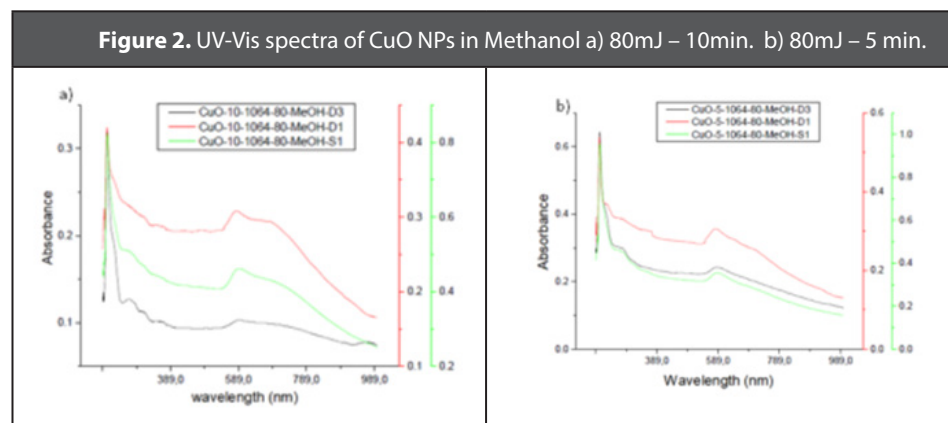 Figure 2. UV-Vis spectra of CuO NPs in Methanol a) 80mJ – 10min. b) 80mJ – 5 min.
a)
CuO-10-1064-80-MeOH-D3
CuO-10-1064-80-MeOH-D1
CuO-10-1064-80-MeOH-S1
Absorbance
0.3
0.2
0.1
0.4
0.3
0.2
0.1
0.8
0.6
0.4
0.2
389,0
589,0
789,0
989,0
wavelength (nm)
b)
CuO-5-1064-80-MeOH-D3
CuO-5-1064-80-MeOH-D1
CuO-5-1064-80-MeOH-S1
Absorbance
0.6
0.4
0.2
0.0
0.6
0.4
0.2
0.0
1.0
0.8
0.6
0.4
0.2
0.0
389,0
589,0
789,0
989,0
Wavelength (nm)